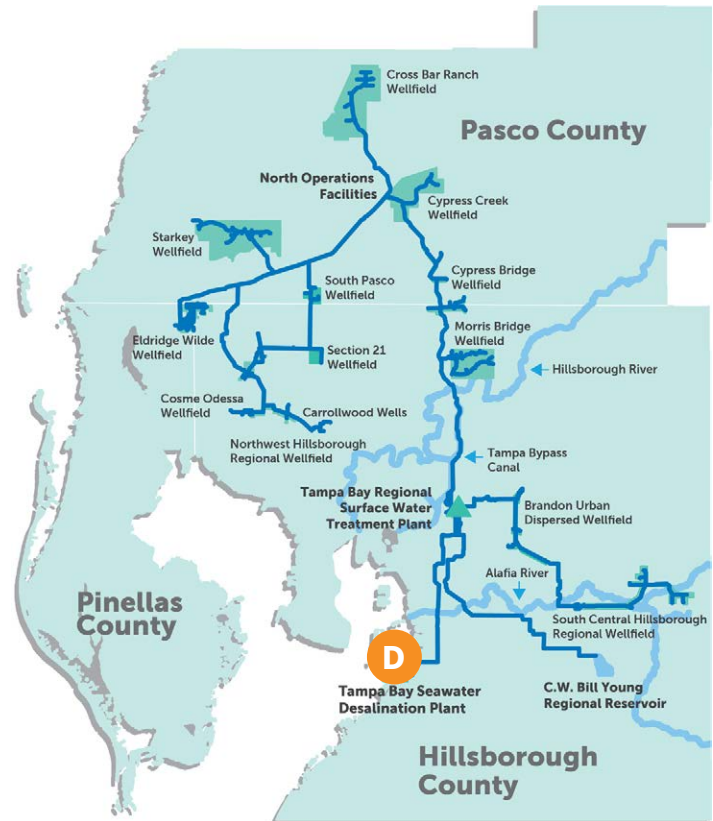 Cross Bar Ranch
Wellfield
Pasco County
North Operations
Facilities
Cypress Creek
Wellfield
Starkey
Wellfield
Cypress Bridge
Wellfield
South Pasco
Wellfield
Eldridge Wilde
Wellfield
Section 21
Wellfield
Morris Bridge
Wellfield
Hillsborough River
Cosme Odessa
Wellfield
Carrollwood Wells
Northwest Hillsborough
Regional Wellfield
Tampa Bypass
Canal
Tampa Bay Regional
Surface Water
Treatment Plant
Brandon Urban
Dispersed Wellfield
Alafia River
Pinellas
County
South Central Hillsborough
Regional Wellfield
D
Tampa Bay Seawater
Desalination Plant
C.W. Bill Young
Regional Reservoir
Hillsborough
County